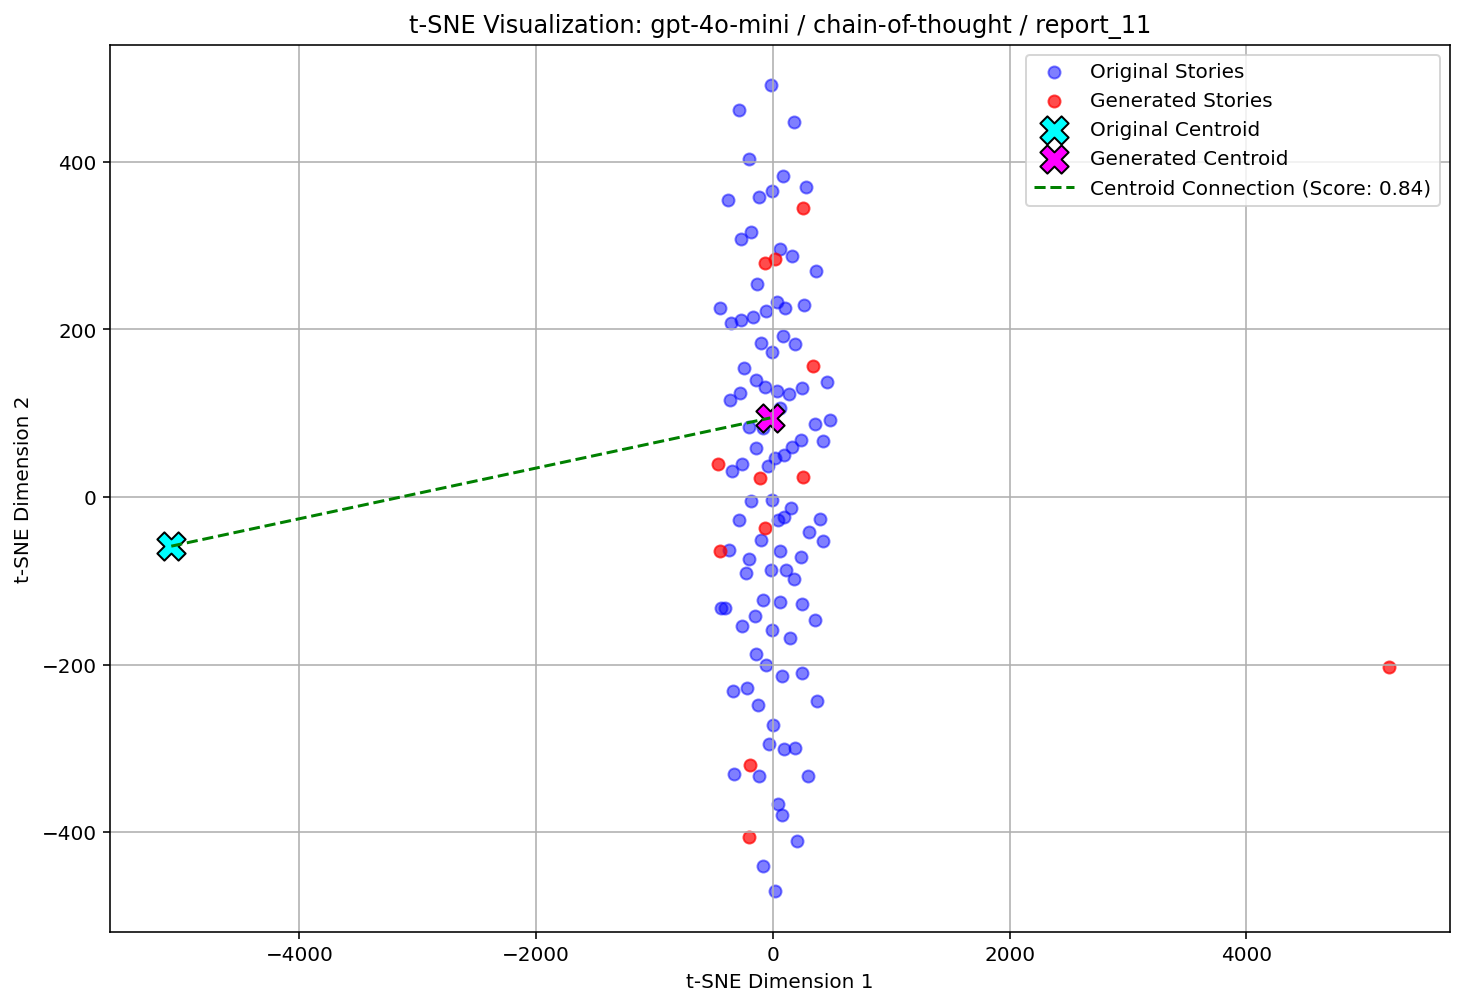 t-SNE Visualization: gpt-4o-mini / chain-of-thought / report_11
Original Stories
Generated Stories
Original Centroid
Generated Centroid
Centroid Connection (Score: 0.84)
t-SNE Dimension 2
400
200
0
−200
−400
−4000
−2000
0
2000
4000
t-SNE Dimension 1